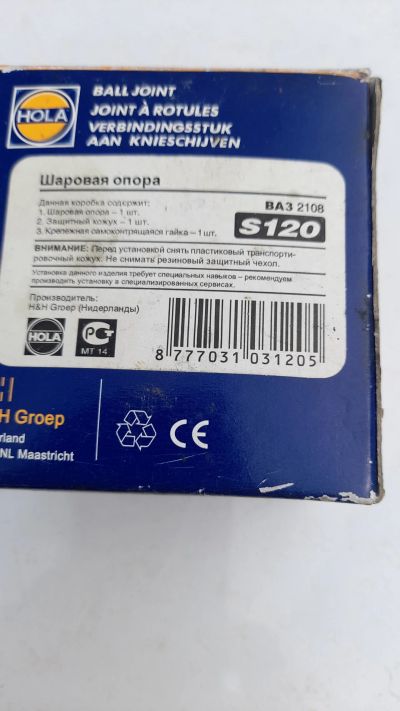 BALL JOINT
JOINT À ROTULES
HOLA
VERBINDINGSSTUK
AAN KNIESCHIJVEN
Шаровая опора
Данная коробка содержит:
ВАЗ 2108
1. Шаровая опора – 1 шт.
2. Защитный кожух – 1 шт.
S120
3. Крепежная самоконтрящаяся гайка – 1 шт.
ВНИМАНИЕ: Перед установкой снять пластиковый транспорти-
ровочный кожух. Не снимать резиновый защитный чехол.
Установка данного изделия требует специальных навыков – рекомендуем
производить установку в специализированных сервисах.
Производитель:
H&H Groep (Нидерланды)
HOLA
МТ 14
8 777031 031205
H Groep
rland
NL Maastricht
CE